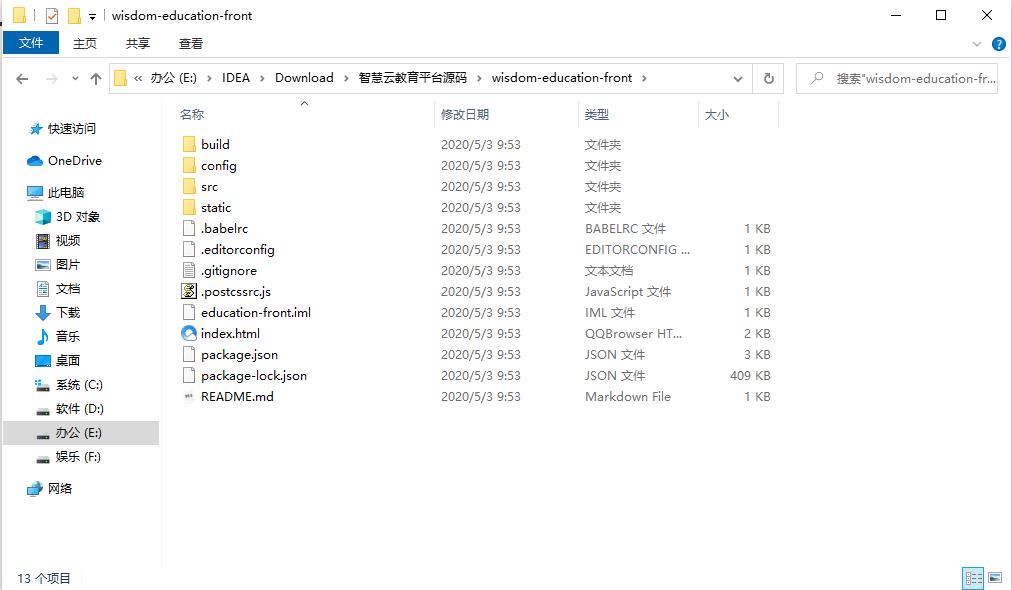 wisdom-education-front
文件 主页 共享 查看
« 办公 (E:) › IDEA › Download › 智慧云教育平台源码 › wisdom-education-front › 搜索"wisdom-education-fr...
名称 修改日期 类型 大小
快速访问
OneDrive
此电脑
3D 对象
视频
图片
文档
下载
音乐
桌面
系统 (C:)
软件 (D:)
办公 (E:)
娱乐 (F:)
网络
build 2020/5/3 9:53 文件夹
config 2020/5/3 9:53 文件夹
src 2020/5/3 9:53 文件夹
static 2020/5/3 9:53 文件夹
.babelrc 2020/5/3 9:53 BABELRC 文件 1 KB
.editorconfig 2020/5/3 9:53 EDITORCONFIG ... 1 KB
.gitignore 2020/5/3 9:53 文本文档 1 KB
.postcssrc.js 2020/5/3 9:53 JavaScript 文件 1 KB
education-front.iml 2020/5/3 9:53 IML 文件 1 KB
index.html 2020/5/3 9:53 QQBrowser HT... 2 KB
package.json 2020/5/3 9:53 JSON 文件 3 KB
package-lock.json 2020/5/3 9:53 JSON 文件 409 KB
README.md 2020/5/3 9:53 Markdown File 1 KB
13 个项目